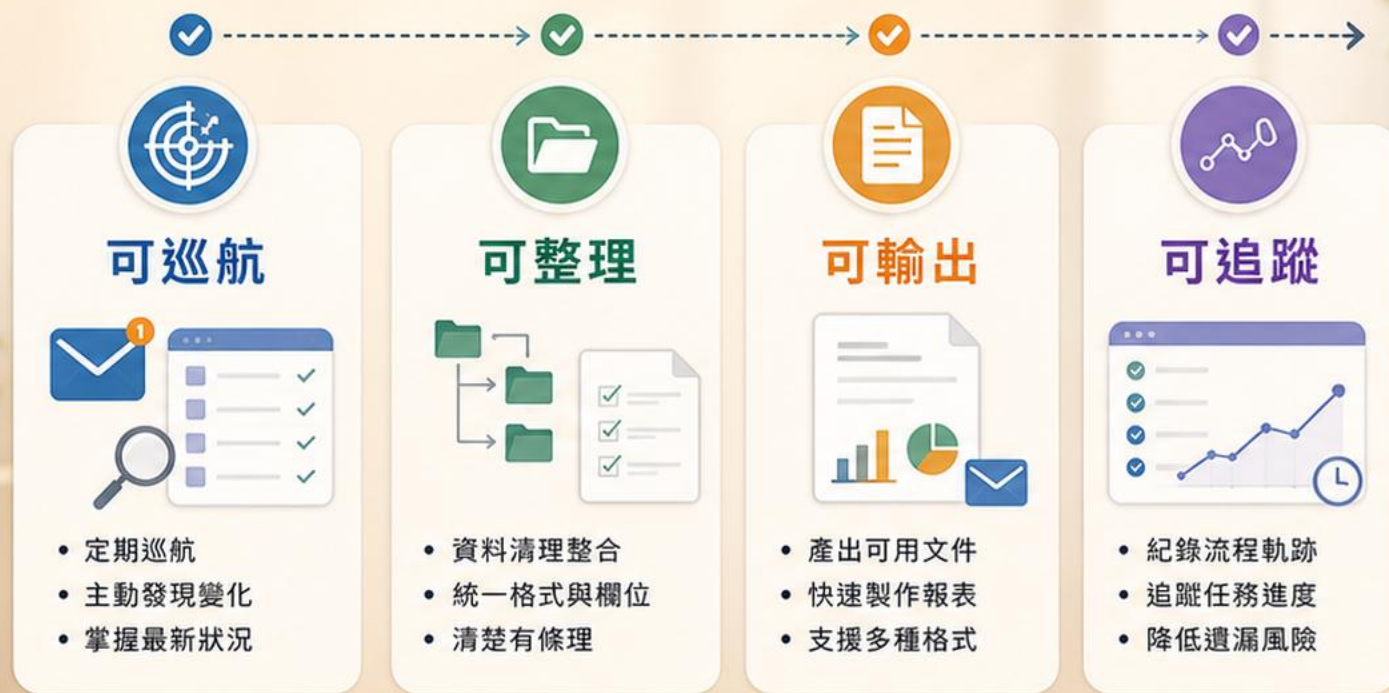 可巡航
1
定期巡航
主動發現變化
掌握最新狀況
可整理
資料清理整合
統一格式與欄位
清楚有條理
可輸出
產出可用文件
快速製作報表
支援多種格式
可追蹤
紀錄流程軌跡
追蹤任務進度
降低遺漏風險